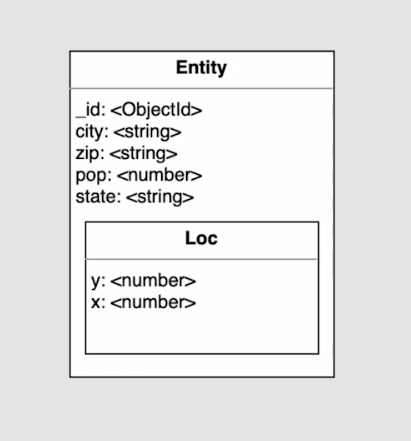 Entity
_id: <ObjectId>
city: <string>
zip: <string>
pop: <number>
state: <string>
Loc
y: <number>
x: <number>